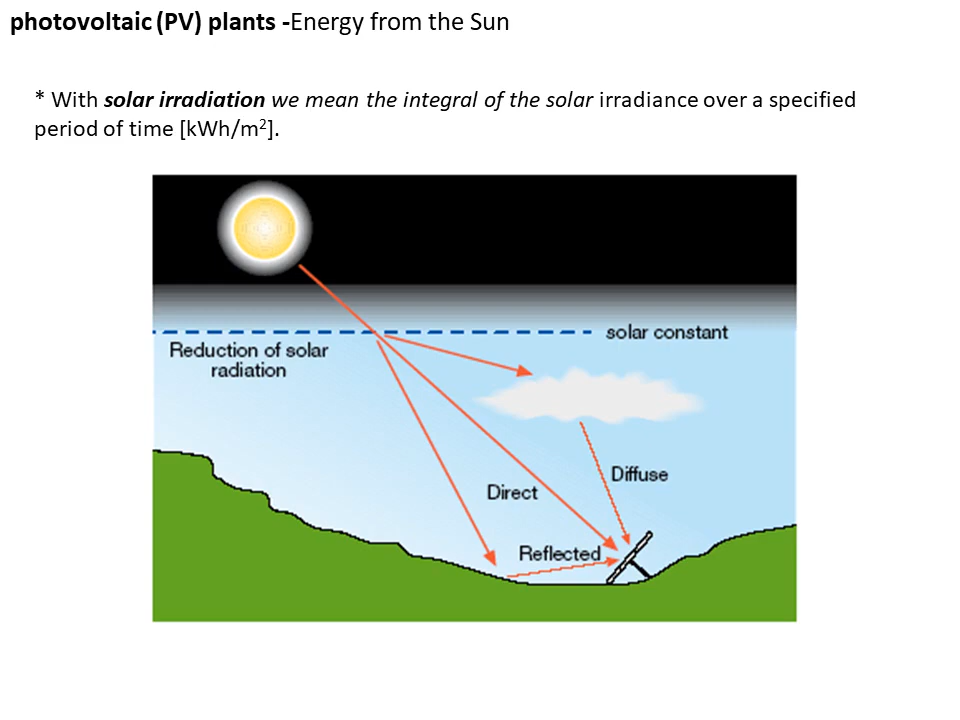 photovoltaic (PV) plants -Energy from the Sun
* With solar irradiation we mean the integral of the solar irradiance over a specified
period of time [kWh/m²].
solar constant
Reduction of solar
radiation
Diffuse
Direct
Reflected